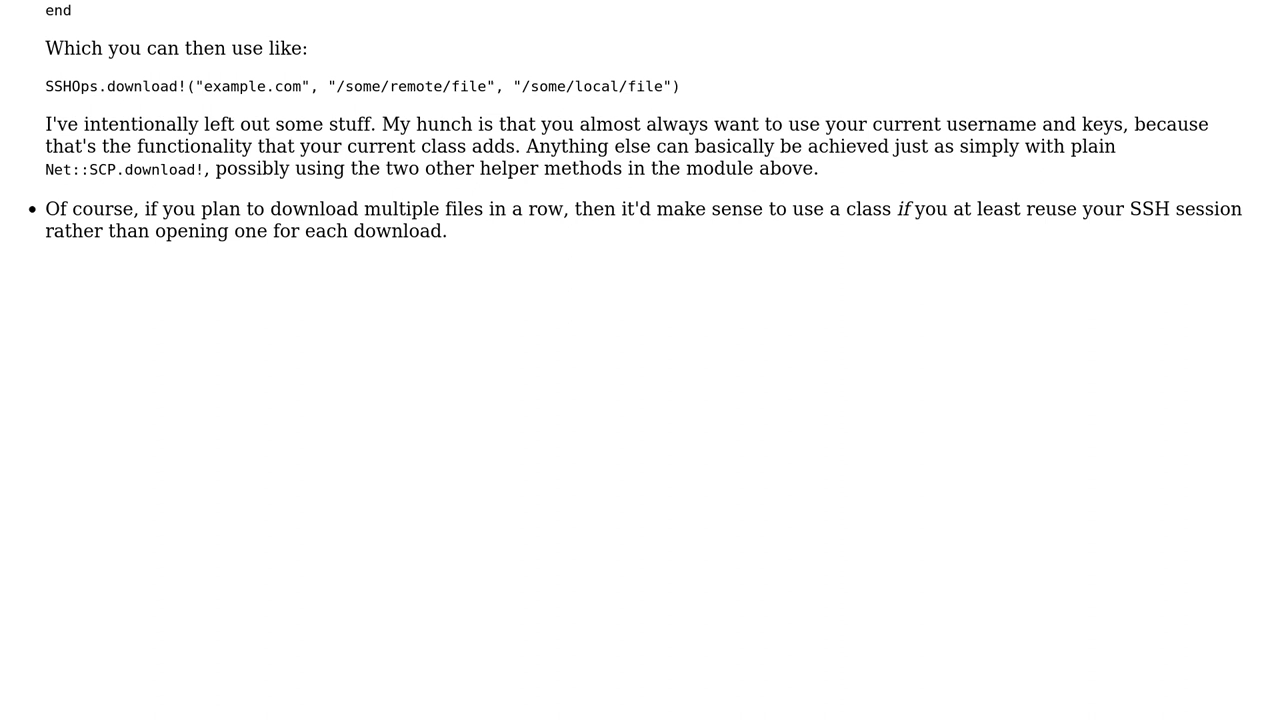 end
Which you can then use like:
SSHOps.download!("example.com", "/some/remote/file", "/some/local/file")
I've intentionally left out some stuff. My hunch is that you almost always want to use your current username and keys, because
that's the functionality that your current class adds. Anything else can basically be achieved just as simply with plain
Net::SCP.download!, possibly using the two other helper methods in the module above.
• Of course, if you plan to download multiple files in a row, then it'd make sense to use a class if you at least reuse your SSH session
rather than opening one for each download.